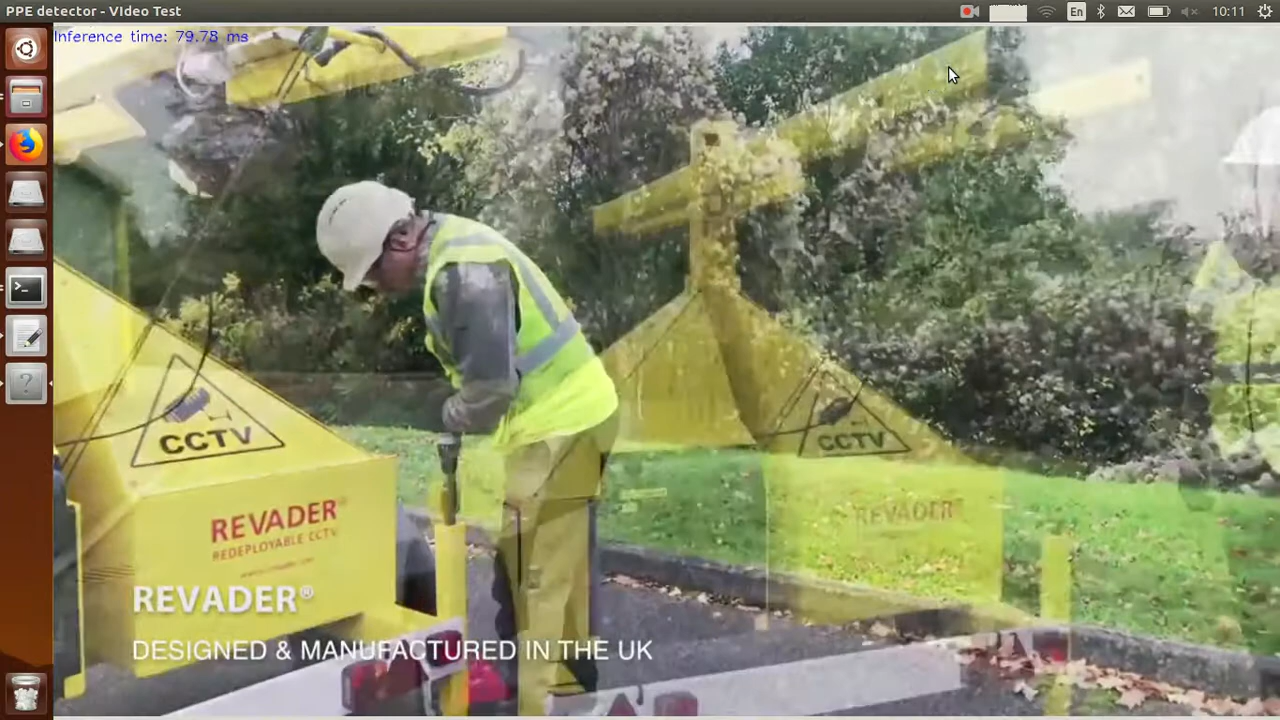 PPE detector - VIdeo Test
En
10:11
Inference time: 79.78 ms
CCTV
CCTV
REVADER®
REDEPLOYABLE CCTV
REVADER
REVADER®
DESIGNED & MANUFACTURED IN THE UK